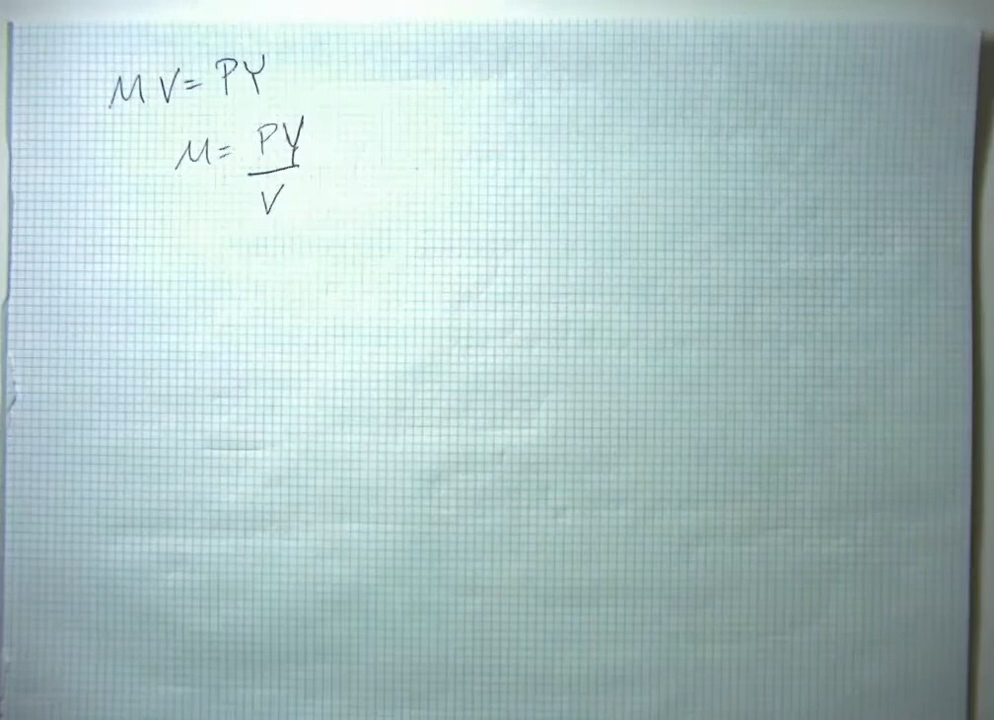 MV = PY
M = PY
V